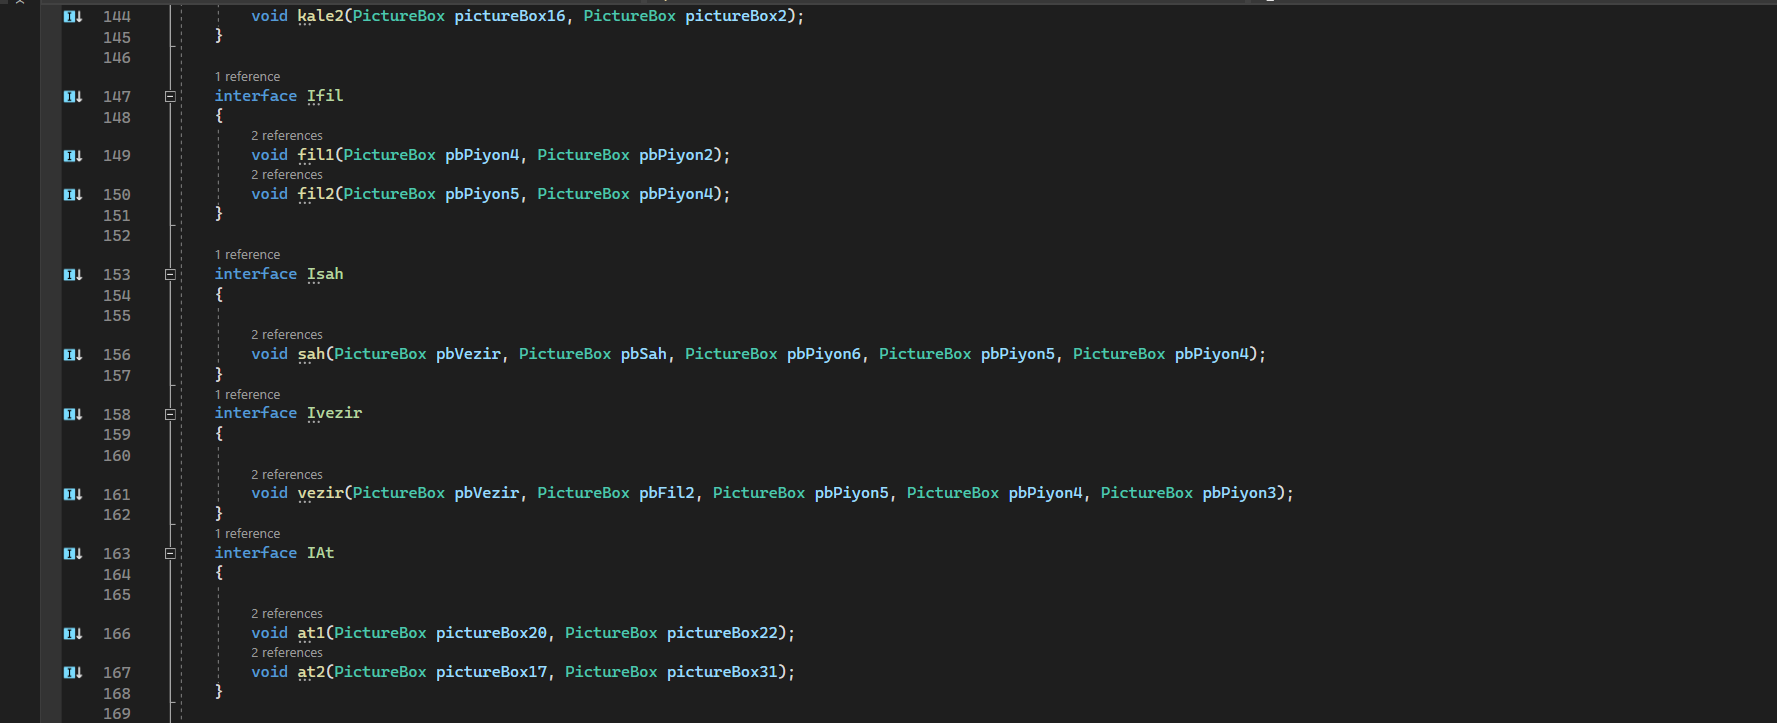 144 void kale2(PictureBox pictureBox16, PictureBox pictureBox2);
145 }
146
1 reference
147 interface Ifil
148 {
2 references
149 void fil1(PictureBox pbPiyon4, PictureBox pbPiyon2);
2 references
150 void fil2(PictureBox pbPiyon5, PictureBox pbPiyon4);
151 }
152
1 reference
153 interface Isah
154 {
155
2 references
156 void sah(PictureBox pbVezir, PictureBox pbSah, PictureBox pbPiyon6, PictureBox pbPiyon5, PictureBox pbPiyon4);
157 }
1 reference
158 interface Ivezir
159 {
160
2 references
161 void vezir(PictureBox pbVezir, PictureBox pbFil2, PictureBox pbPiyon5, PictureBox pbPiyon4, PictureBox pbPiyon3);
162 }
1 reference
163 interface IAt
164 {
165
2 references
166 void at1(PictureBox pictureBox20, PictureBox pictureBox22);
2 references
167 void at2(PictureBox pictureBox17, PictureBox pictureBox31);
168 }
169